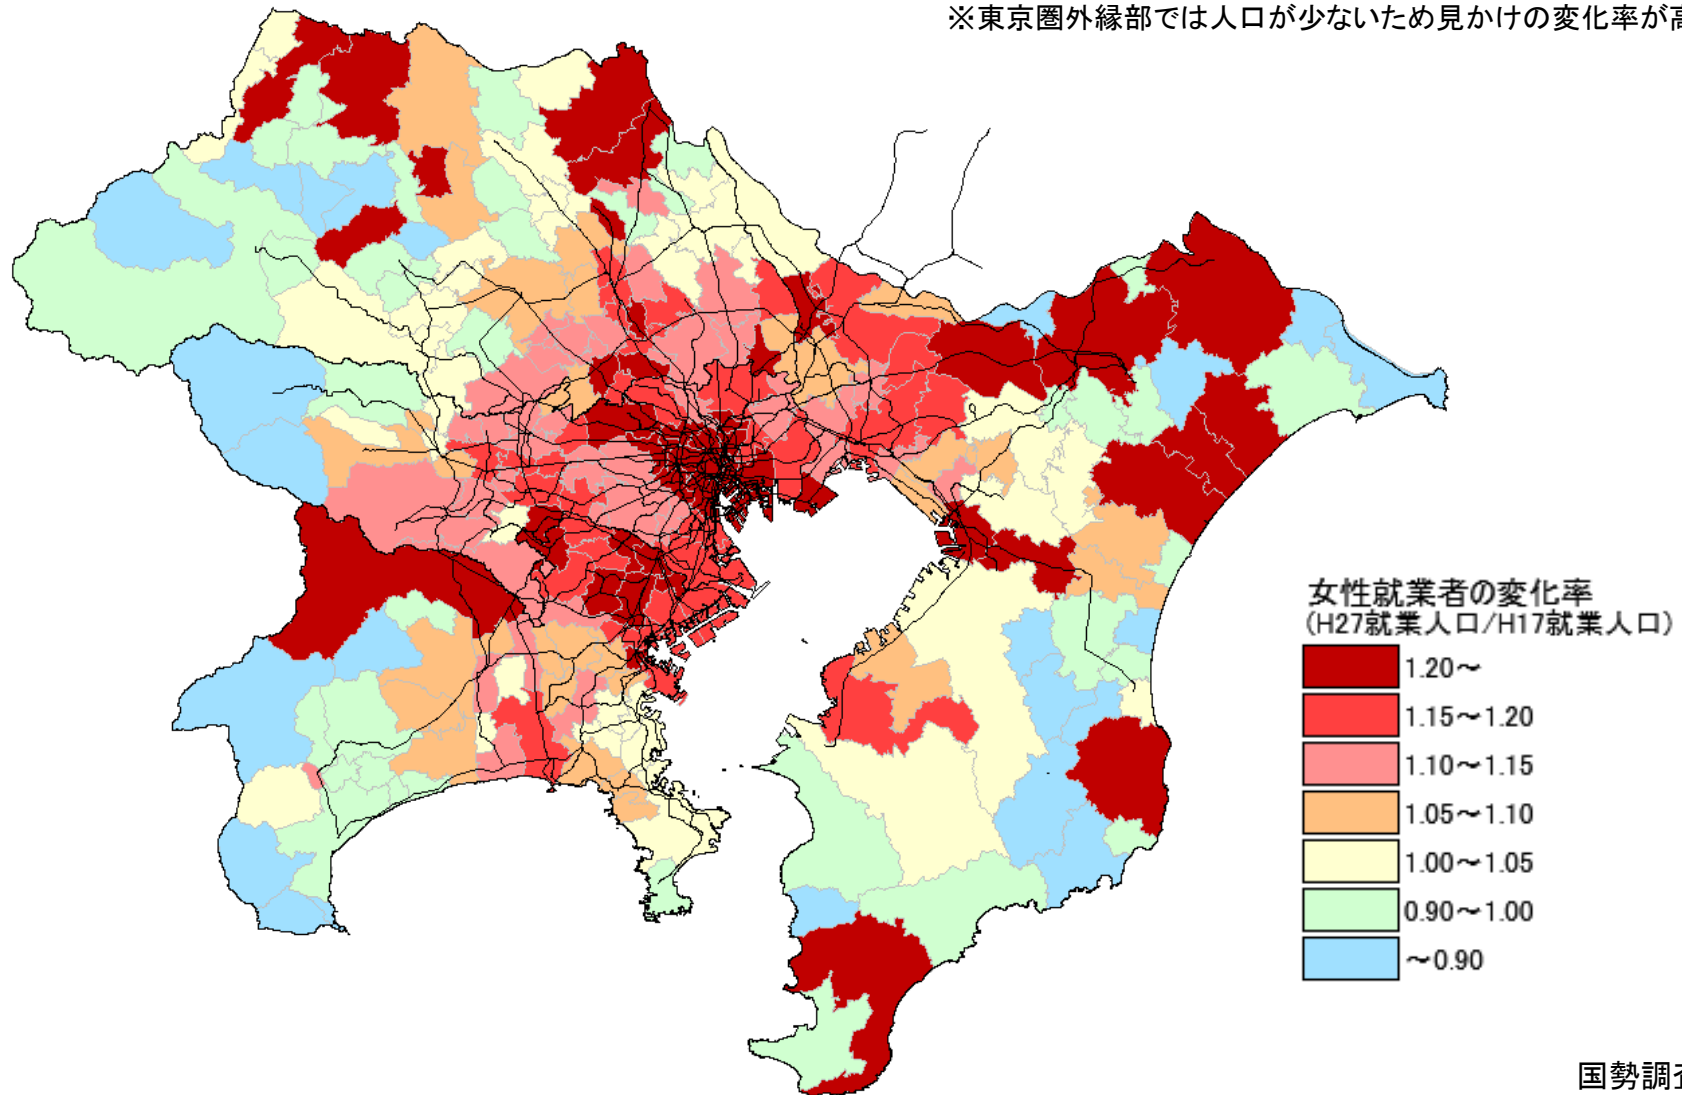 ※東京圏外縁部では人口が少ないため見かけの変化率が高
女性就業者の変化率
(H27就業人口/H17就業人口)
1.20～
1.15～1.20
1.10～1.15
1.05～1.10
1.00～1.05
0.90～1.00
～0.90
国勢調査